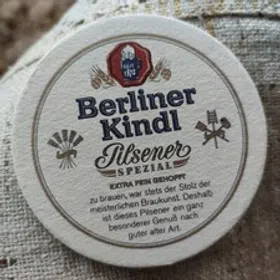 Berliner
Kindl
Pilsener
SPEZIAL
EXTRA FEIN GEHOPFT
zu brauen, war stets der Stolz der
meisterlichen Braukunst. Deshalb
ist dieses Pilsener ein ganz
besonderer Genuß nach
guter alter Art.